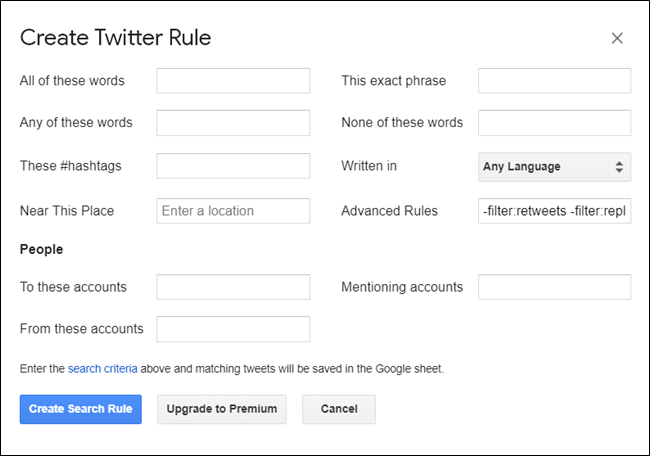 Create Twitter Rule
All of these words
This exact phrase
Any of these words
None of these words
These #hashtags
Written in
Any Language
Near This Place
Enter a location
Advanced Rules
-filter:retweets -filter:repl
People
To these accounts
Mentioning accounts
From these accounts
Enter the search criteria above and matching tweets will be saved in the Google sheet.
Create Search Rule
Upgrade to Premium
Cancel